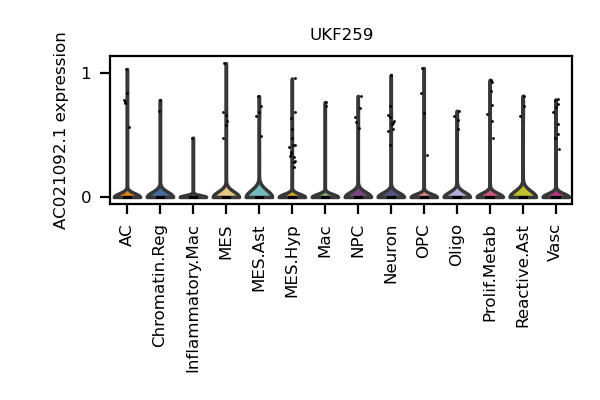 UKF259
AC021092.1 expression
1
0
AC
Chromatin.Reg
Inflammatory.Mac
MES
MES.Ast
MES.Hyp
Mac
NPC
Neuron
OPC
Oligo
Prolif.Metab
Reactive.Ast
Vasc